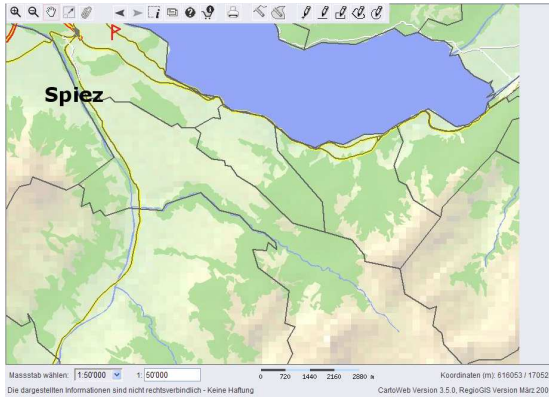 i
?
Spiez
Massstab wählen: 1:50'000 1: 50'000
0 720 1440 2160 2880 m
Koordinaten (m): 616053 / 17052
Die dargestellten Informationen sind nicht rechtsverbindlich - Keine Haftung
CartoWeb Version 3.5.0, RegioGIS Version März 200